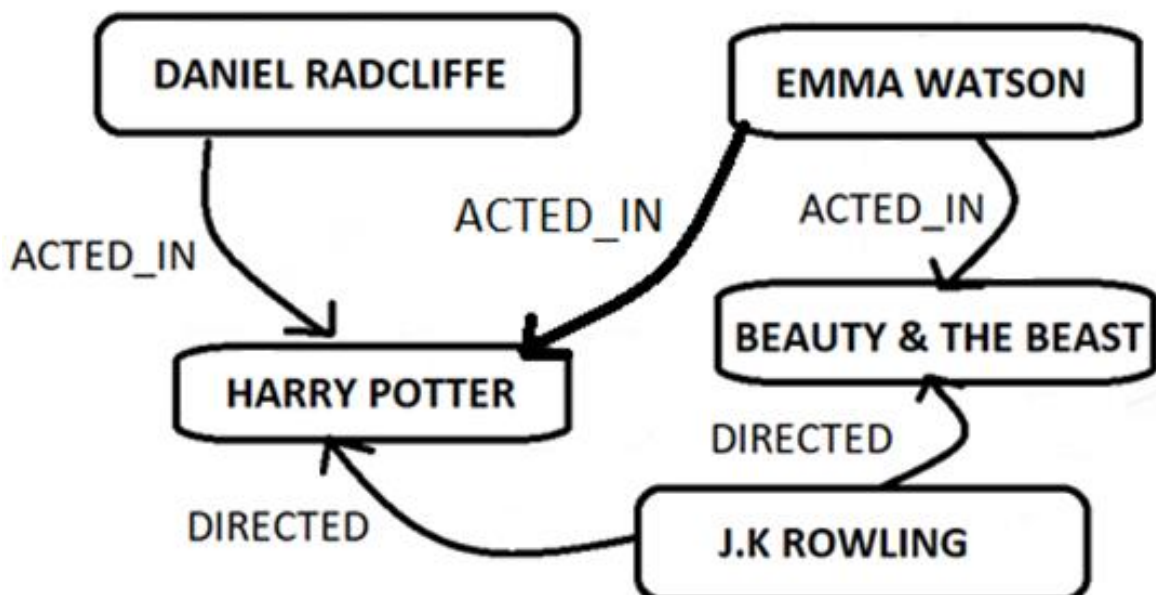 DANIEL RADCLIFFE
EMMA WATSON
ACTED_IN
ACTED_IN
ACTED_IN
HARRY POTTER
BEAUTY & THE BEAST
DIRECTED
DIRECTED
J.K ROWLING